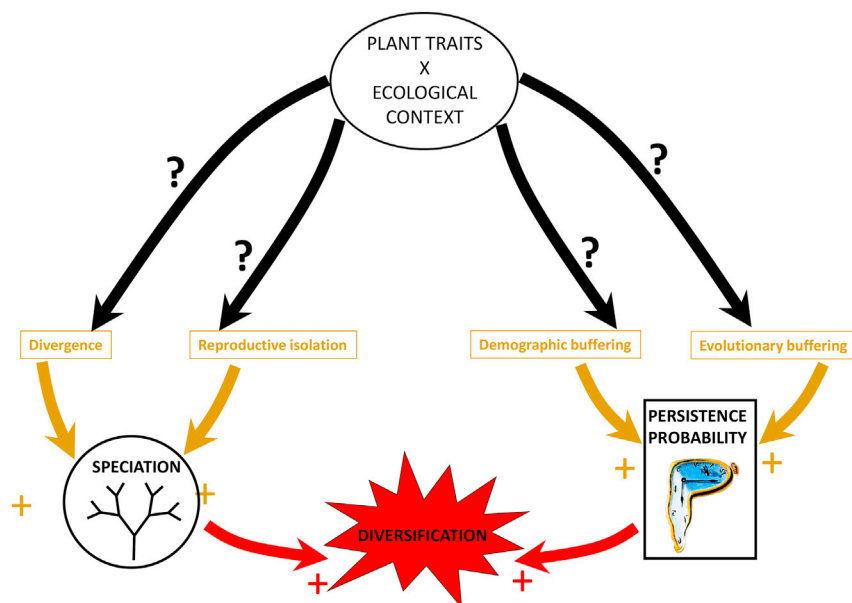 PLANT TRAITS
X
ECOLOGICAL
CONTEXT
?
?
?
?
Divergence
Reproductive isolation
Demographic buffering
Evolutionary buffering
SPECIATION
+
+
PERSISTENCE
PROBABILITY
+
+
DIVERSIFICATION
+
+